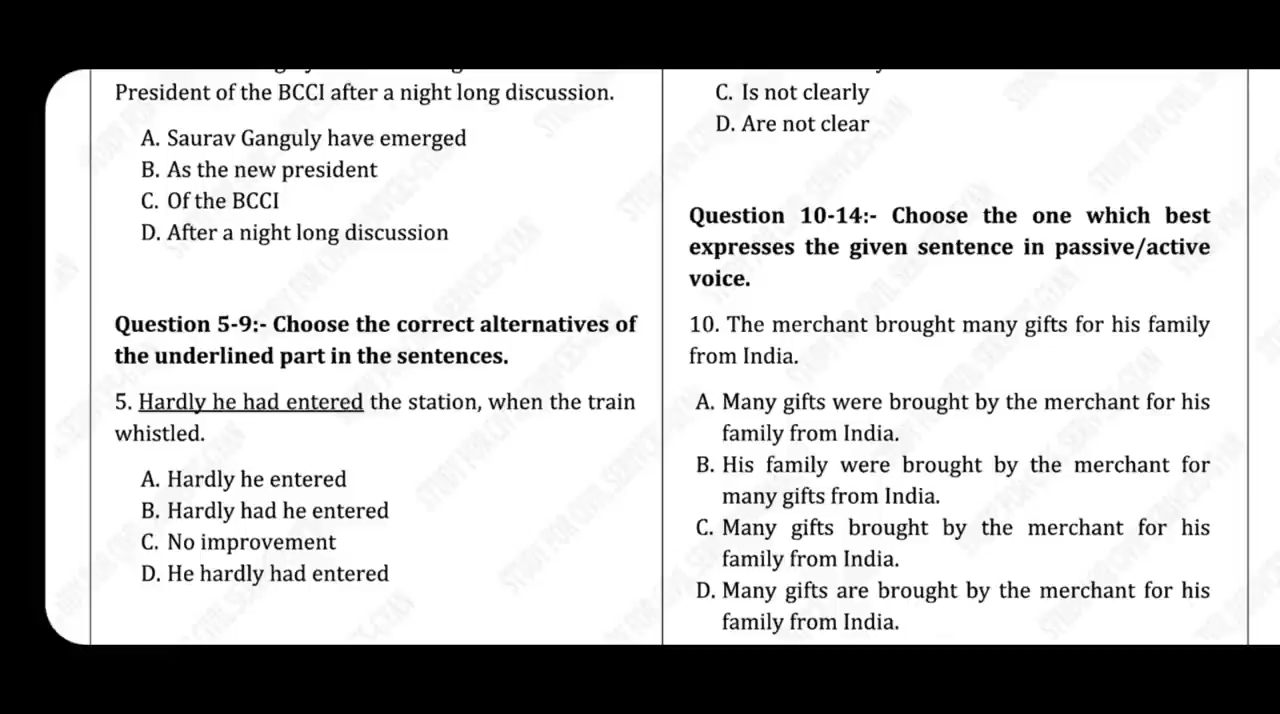 President of the BCCI after a night long discussion.
A. Saurav Ganguly have emerged
B. As the new president
C. Of the BCCI
D. After a night long discussion
Question 5-9:- Choose the correct alternatives of
the underlined part in the sentences.
5. Hardly he had entered the station, when the train
whistled.
A. Hardly he entered
B. Hardly had he entered
C. No improvement
D. He hardly had entered
C. Is not clearly
D. Are not clear
Question 10-14:- Choose the one which best
expresses the given sentence in passive/active
voice.
10. The merchant brought many gifts for his family
from India.
A. Many gifts were brought by the merchant for his
family from India.
B. His family were brought by the merchant for
many gifts from India.
C. Many gifts brought by the merchant for his
family from India.
D. Many gifts are brought by the merchant for his
family from India.